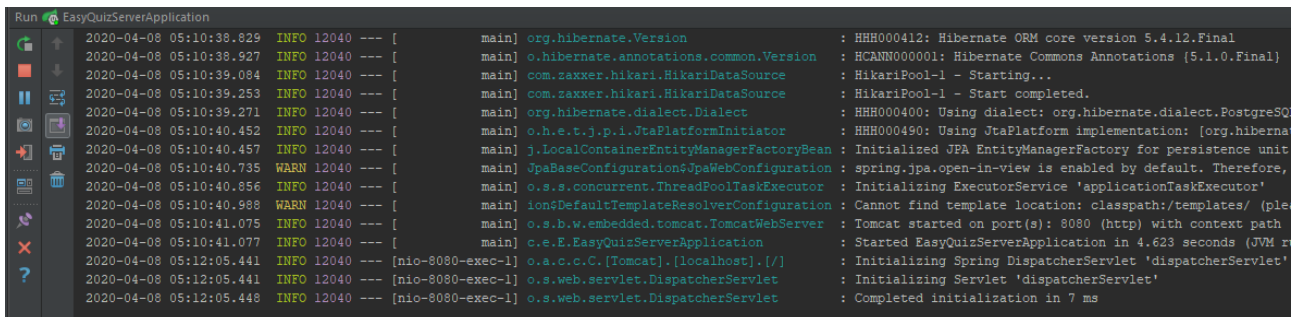 Run EasyQuizServerApplication
2020-04-08 05:10:38.829 INFO 12040 --- [ main] org.hibernate.Version : HHH000412: Hibernate ORM core version 5.4.12.Final
2020-04-08 05:10:38.927 INFO 12040 --- [ main] o.hibernate.annotations.common.Version : HCANN000001: Hibernate Commons Annotations {5.1.0.Final}
2020-04-08 05:10:39.084 INFO 12040 --- [ main] com.zaxxer.hikari.HikariDataSource : HikariPool-1 - Starting...
2020-04-08 05:10:39.253 INFO 12040 --- [ main] com.zaxxer.hikari.HikariDataSource : HikariPool-1 - Start completed.
2020-04-08 05:10:39.271 INFO 12040 --- [ main] org.hibernate.dialect.Dialect : HHH000400: Using dialect: org.hibernate.dialect.PostgreSQ
2020-04-08 05:10:40.452 INFO 12040 --- [ main] o.h.e.t.j.p.i.JtaPlatformInitiator : HHH000490: Using JtaPlatform implementation: [org.hiberna
2020-04-08 05:10:40.457 INFO 12040 --- [ main] j.LocalContainerEntityManagerFactoryBean : Initialized JPA EntityManagerFactory for persistence unit
2020-04-08 05:10:40.735 WARN 12040 --- [ main] JpaBaseConfiguration$JpaWebConfiguration : spring.jpa.open-in-view is enabled by default. Therefore,
2020-04-08 05:10:40.856 INFO 12040 --- [ main] o.s.s.concurrent.ThreadPoolTaskExecutor : Initializing ExecutorService 'applicationTaskExecutor'
2020-04-08 05:10:40.988 WARN 12040 --- [ main] ion$DefaultTemplateResolverConfiguration : Cannot find template location: classpath:/templates/ (plea
2020-04-08 05:10:41.075 INFO 12040 --- [ main] o.s.b.w.embedded.tomcat.TomcatWebServer : Tomcat started on port(s): 8080 (http) with context path
2020-04-08 05:10:41.077 INFO 12040 --- [ main] c.e.E.EasyQuizServerApplication : Started EasyQuizServerApplication in 4.623 seconds (JVM ru
2020-04-08 05:12:05.441 INFO 12040 --- [nio-8080-exec-1] o.a.c.c.C.[Tomcat].[localhost].[/] : Initializing Spring DispatcherServlet 'dispatcherServlet'
2020-04-08 05:12:05.441 INFO 12040 --- [nio-8080-exec-1] o.s.web.servlet.DispatcherServlet : Initializing Servlet 'dispatcherServlet'
2020-04-08 05:12:05.448 INFO 12040 --- [nio-8080-exec-1] o.s.web.servlet.DispatcherServlet : Completed initialization in 7 ms